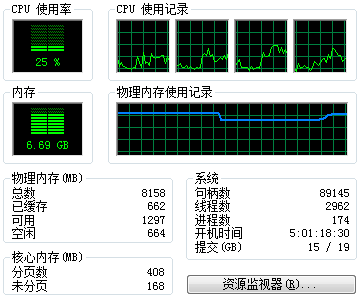 CPU 使用率
CPU 使用记录
25 %
内存
物理内存使用记录
6.69 GB
物理内存(MB)
总数 8158
已缓存 662
可用 1297
空闲 664
系统
句柄数 89145
线程数 2962
进程数 174
开机时间 5:01:18:30
提交(GB) 15 / 19
核心内存(MB)
分页数 408
未分页 168
资源监视器(R)...